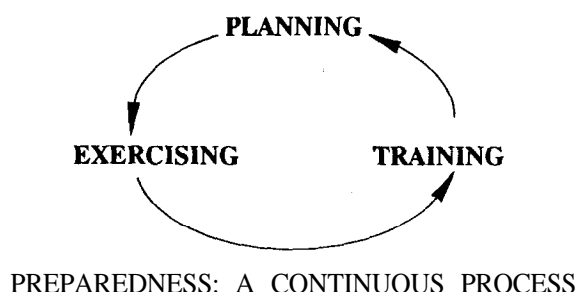 PLANNING
EXERCISING TRAINING
PREPAREDNESS: A CONTINUOUS PROCESS